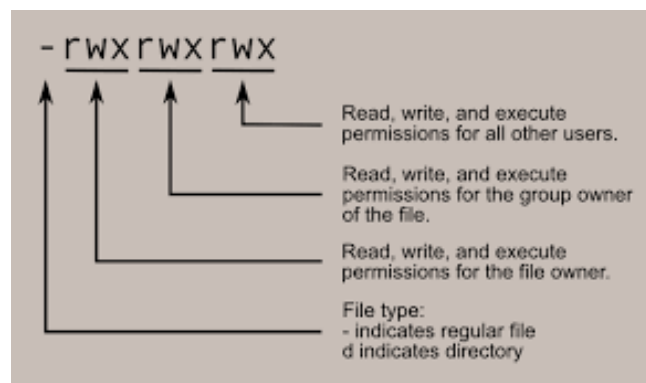 -rwxrwxrwx
Read, write, and execute
permissions for all other users.
Read, write, and execute
permissions for the group owner
of the file.
Read, write, and execute
permissions for the file owner.
File type:
- indicates regular file
d indicates directory